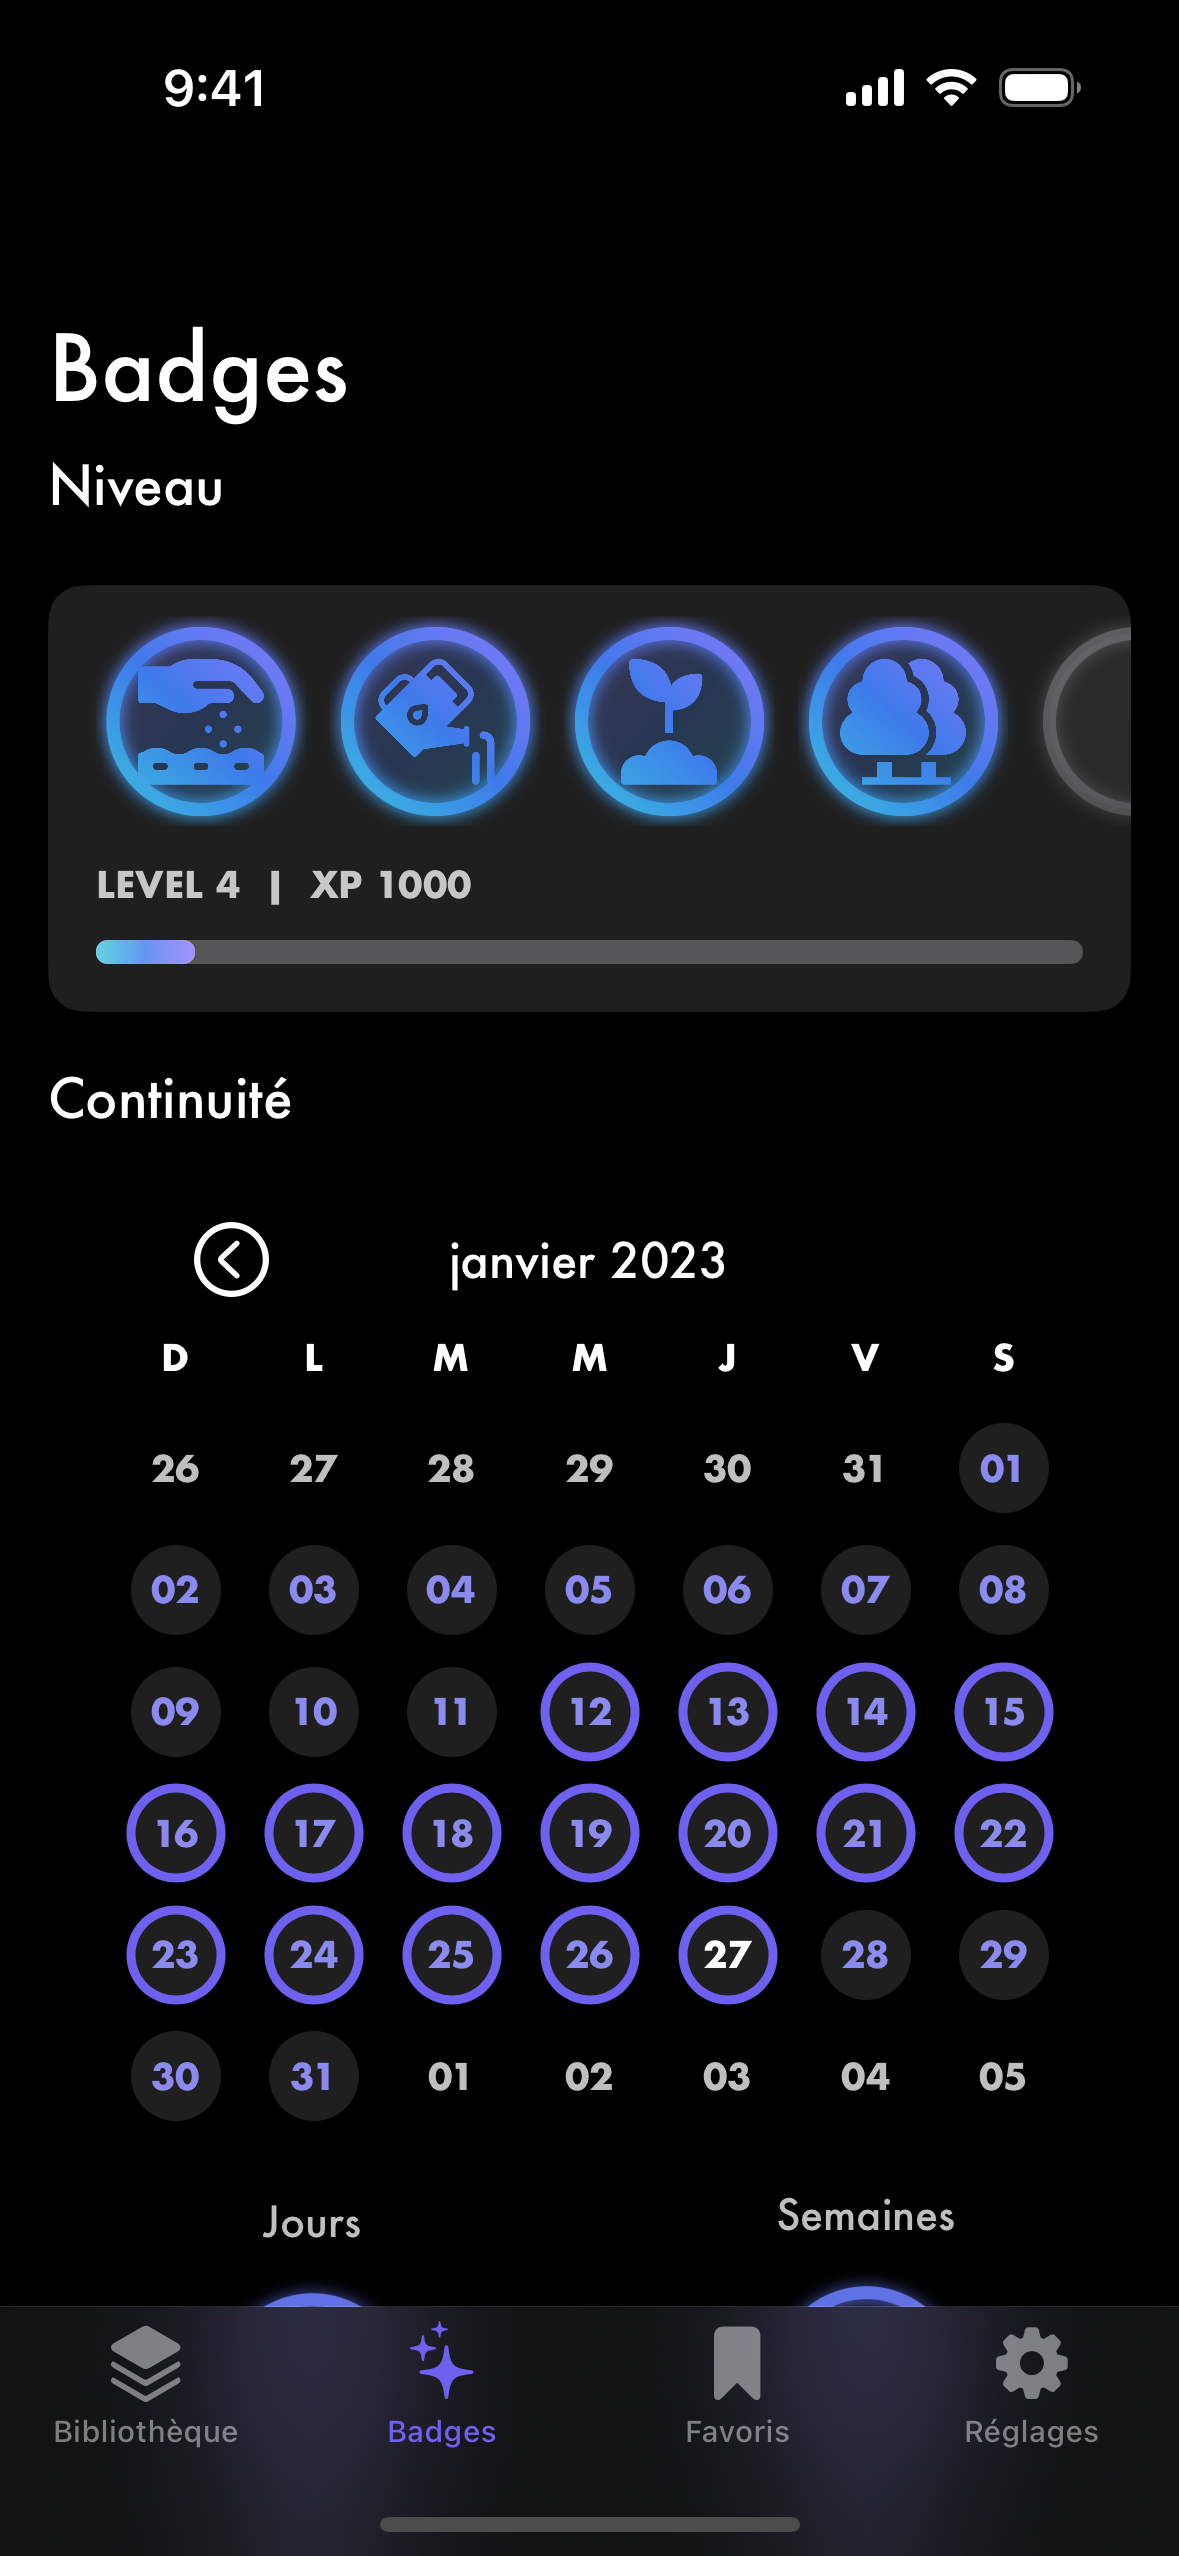 9:41
Badges
Niveau
LEVEL 4 | XP 1000
Continuité
janvier 2023
D L M M J V S
26 27 28 29 30 31 01
02 03 04 05 06 07 08
09 10 11 12 13 14 15
16 17 18 19 20 21 22
23 24 25 26 27 28 29
30 31 01 02 03 04 05
Jours Semaines
Bibliothèque Badges Favoris Réglages